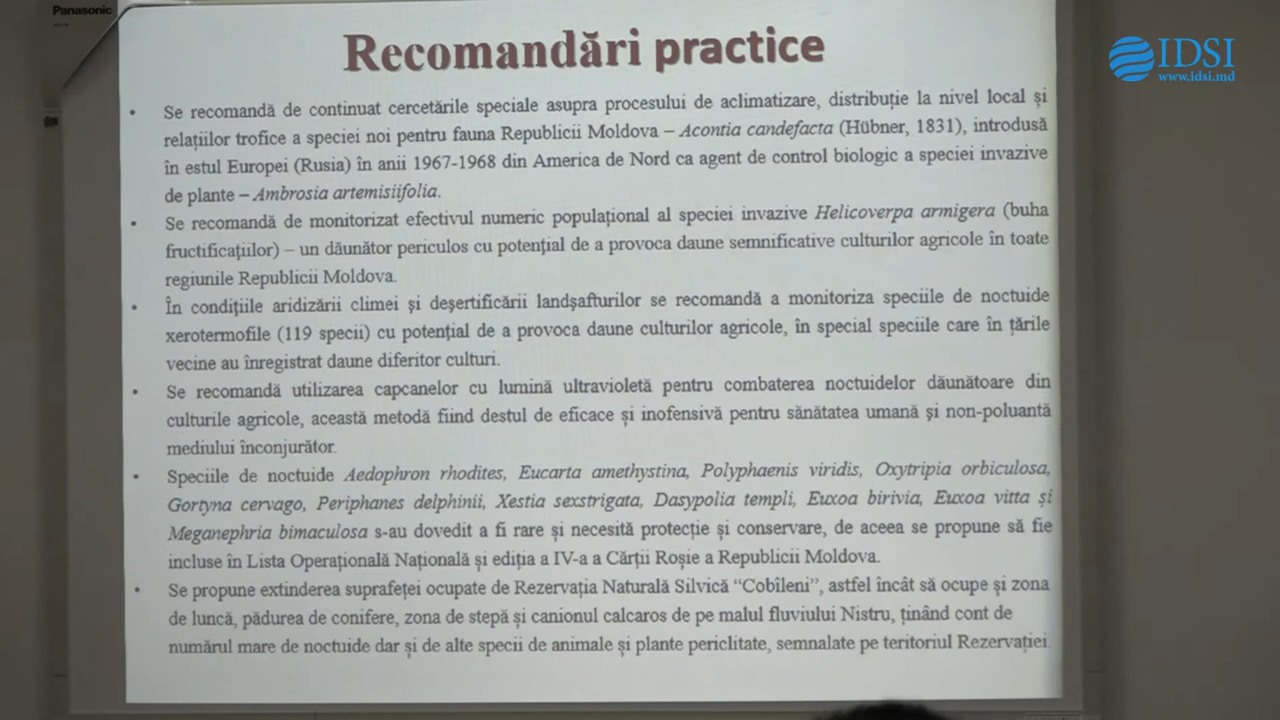 Panasonic
IDSI
www.idsi.md
Recomandări practice
• Se recomandă de continuat cercetările speciale asupra procesului de aclimatizare, distribuție la nivel local și
relațiilor trofice a speciei noi pentru fauna Republicii Moldova – Acontia candefacta (Hübner, 1831), introdusă
în estul Europei (Rusia) în anii 1967-1968 din America de Nord ca agent de control biologic a speciei invazive
de plante – Ambrosia artemisiifolia.
• Se recomandă de monitorizat efectivul numeric populațional al speciei invazive Helicoverpa armigera (buha
fructificațiilor) – un dăunător periculos cu potențial de a provoca daune semnificative culturilor agricole în toate
regiunile Republicii Moldova.
• În condițiile aridizării climei și deșertificării landșafturilor se recomandă a monitoriza speciile de noctuide
xerotermofile (119 specii) cu potențial de a provoca daune culturilor agricole, în special speciile care în țările
vecine au înregistrat daune diferitor culturi.
• Se recomandă utilizarea capcanelor cu lumină ultravioletă pentru combaterea noctuidelor dăunătoare din
culturile agricole, această metodă fiind destul de eficace și inofensivă pentru sănătatea umană și non-poluantă
mediului înconjurător.
• Speciile de noctuide Aedophron rhodites, Eucarta amethystina, Polyphaenis viridis, Oxytripia orbiculosa,
Gortyna cervago, Periphanes delphinii, Xestia sexstrigata, Dasypolia templi, Euxoa birivia, Euxoa vitta și
Meganephria bimaculosa s-au dovedit a fi rare și necesită protecție și conservare, de aceea se propune să fie
incluse în Lista Operațională Națională și ediția a IV-a a Cărții Roșie a Republicii Moldova.
• Se propune extinderea suprafeței ocupate de Rezervația Naturală Silvică “Cobîleni”, astfel încât să ocupe și zona
de luncă, pădurea de conifere, zona de stepă și canionul calcaros de pe malul fluviului Nistru, ținând cont de
numărul mare de noctuide dar și de alte specii de animale și plante periclitate, semnalate pe teritoriul Rezervației.